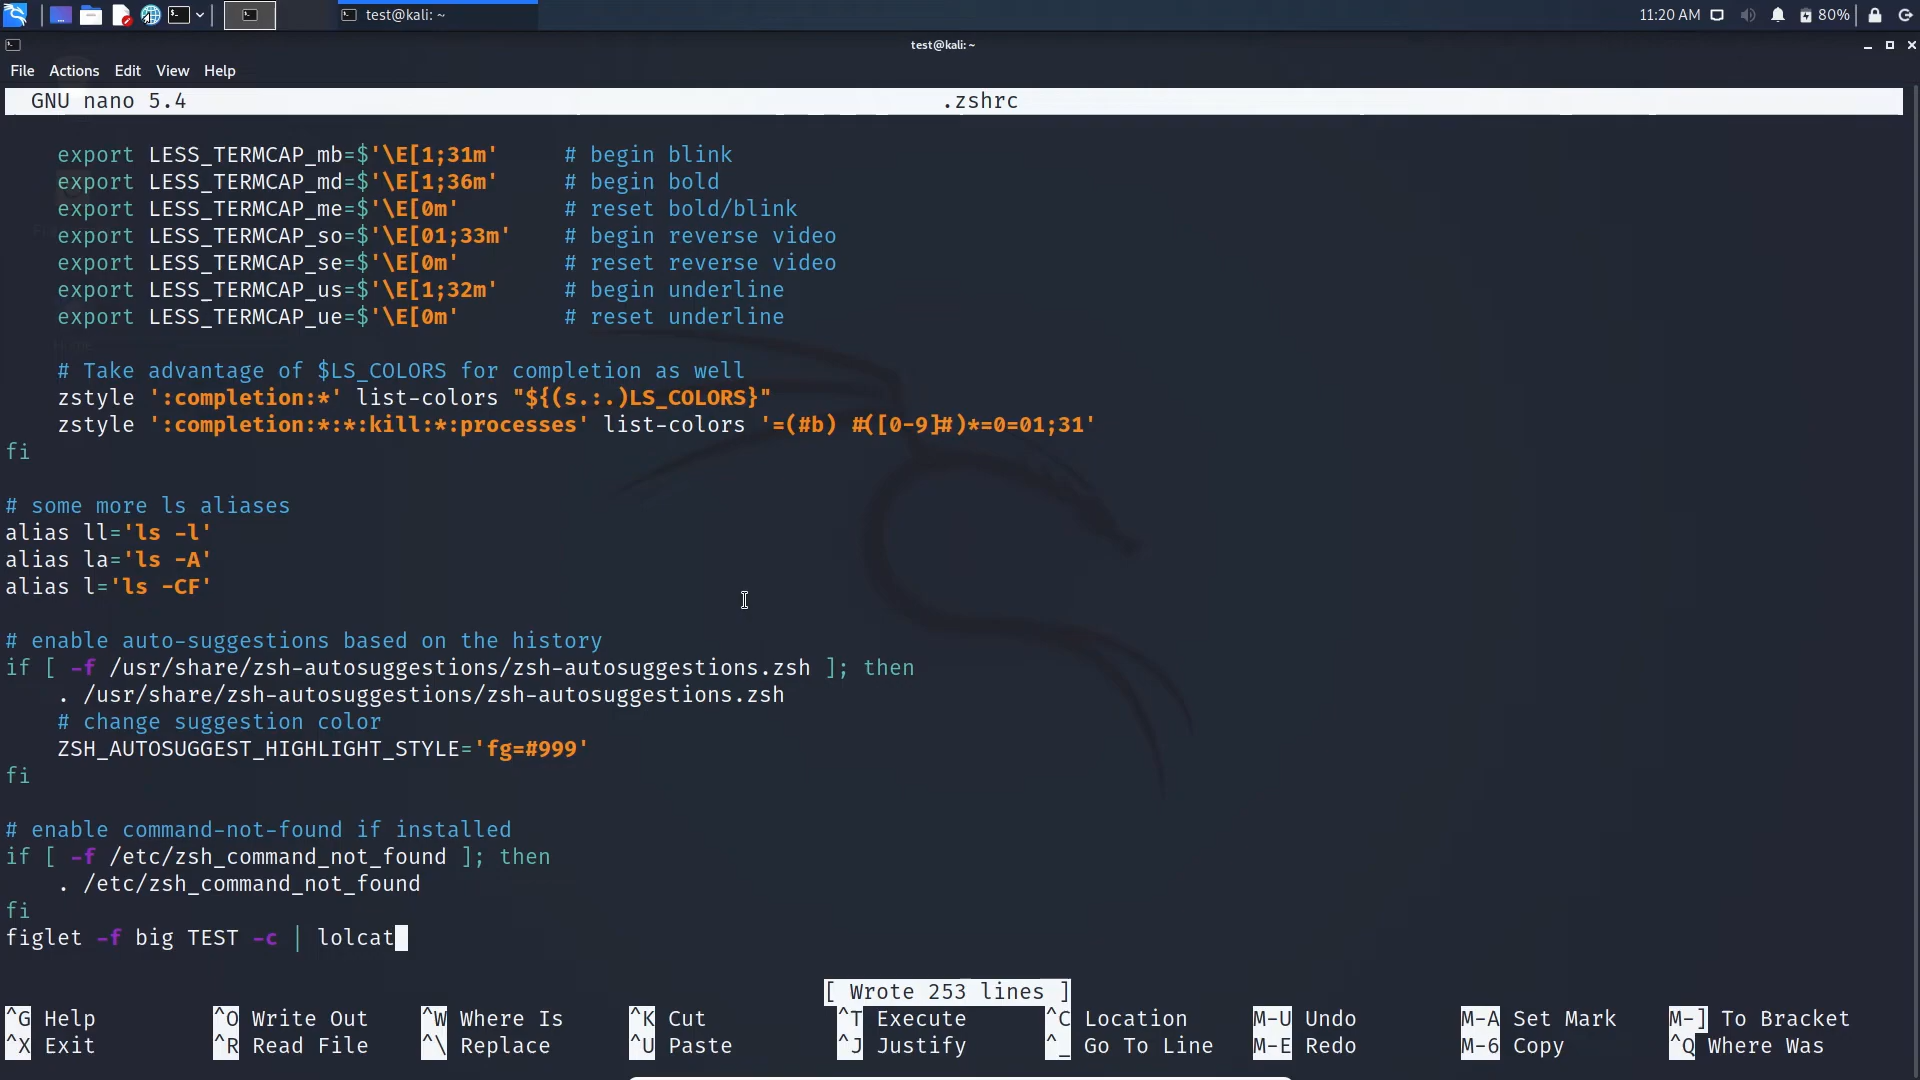 test@kali: ~
11:20 AM
80%
test@kali: ~
File Actions Edit View Help
GNU nano 5.4 .zshrc
export LESS_TERMCAP_mb=$'\E[1;31m' # begin blink
export LESS_TERMCAP_md=$'\E[1;36m' # begin bold
export LESS_TERMCAP_me=$'\E[0m' # reset bold/blink
export LESS_TERMCAP_so=$'\E[01;33m' # begin reverse video
export LESS_TERMCAP_se=$'\E[0m' # reset reverse video
export LESS_TERMCAP_us=$'\E[1;32m' # begin underline
export LESS_TERMCAP_ue=$'\E[0m' # reset underline
# Take advantage of $LS_COLORS for completion as well
zstyle ':completion:*' list-colors "${(s.:.)LS_COLORS}"
zstyle ':completion:*:*:kill:*:processes' list-colors '=(#b) #([0-9]#)*=0=01;31'
fi
# some more ls aliases
alias ll='ls -l'
alias la='ls -A'
alias l='ls -CF'
# enable auto-suggestions based on the history
if [ -f /usr/share/zsh-autosuggestions/zsh-autosuggestions.zsh ]; then
. /usr/share/zsh-autosuggestions/zsh-autosuggestions.zsh
# change suggestion color
ZSH_AUTOSUGGEST_HIGHLIGHT_STYLE='fg=#999'
fi
# enable command-not-found if installed
if [ -f /etc/zsh_command_not_found ]; then
. /etc/zsh_command_not_found
fi
figlet -f big TEST -c | lolcat
[ Wrote 253 lines ]
^G Help ^O Write Out ^W Where Is ^K Cut ^T Execute ^C Location M-U Undo M-A Set Mark M-] To Bracket
^X Exit ^R Read File ^\ Replace ^U Paste ^J Justify ^_ Go To Line M-E Redo M-6 Copy ^Q Where Was